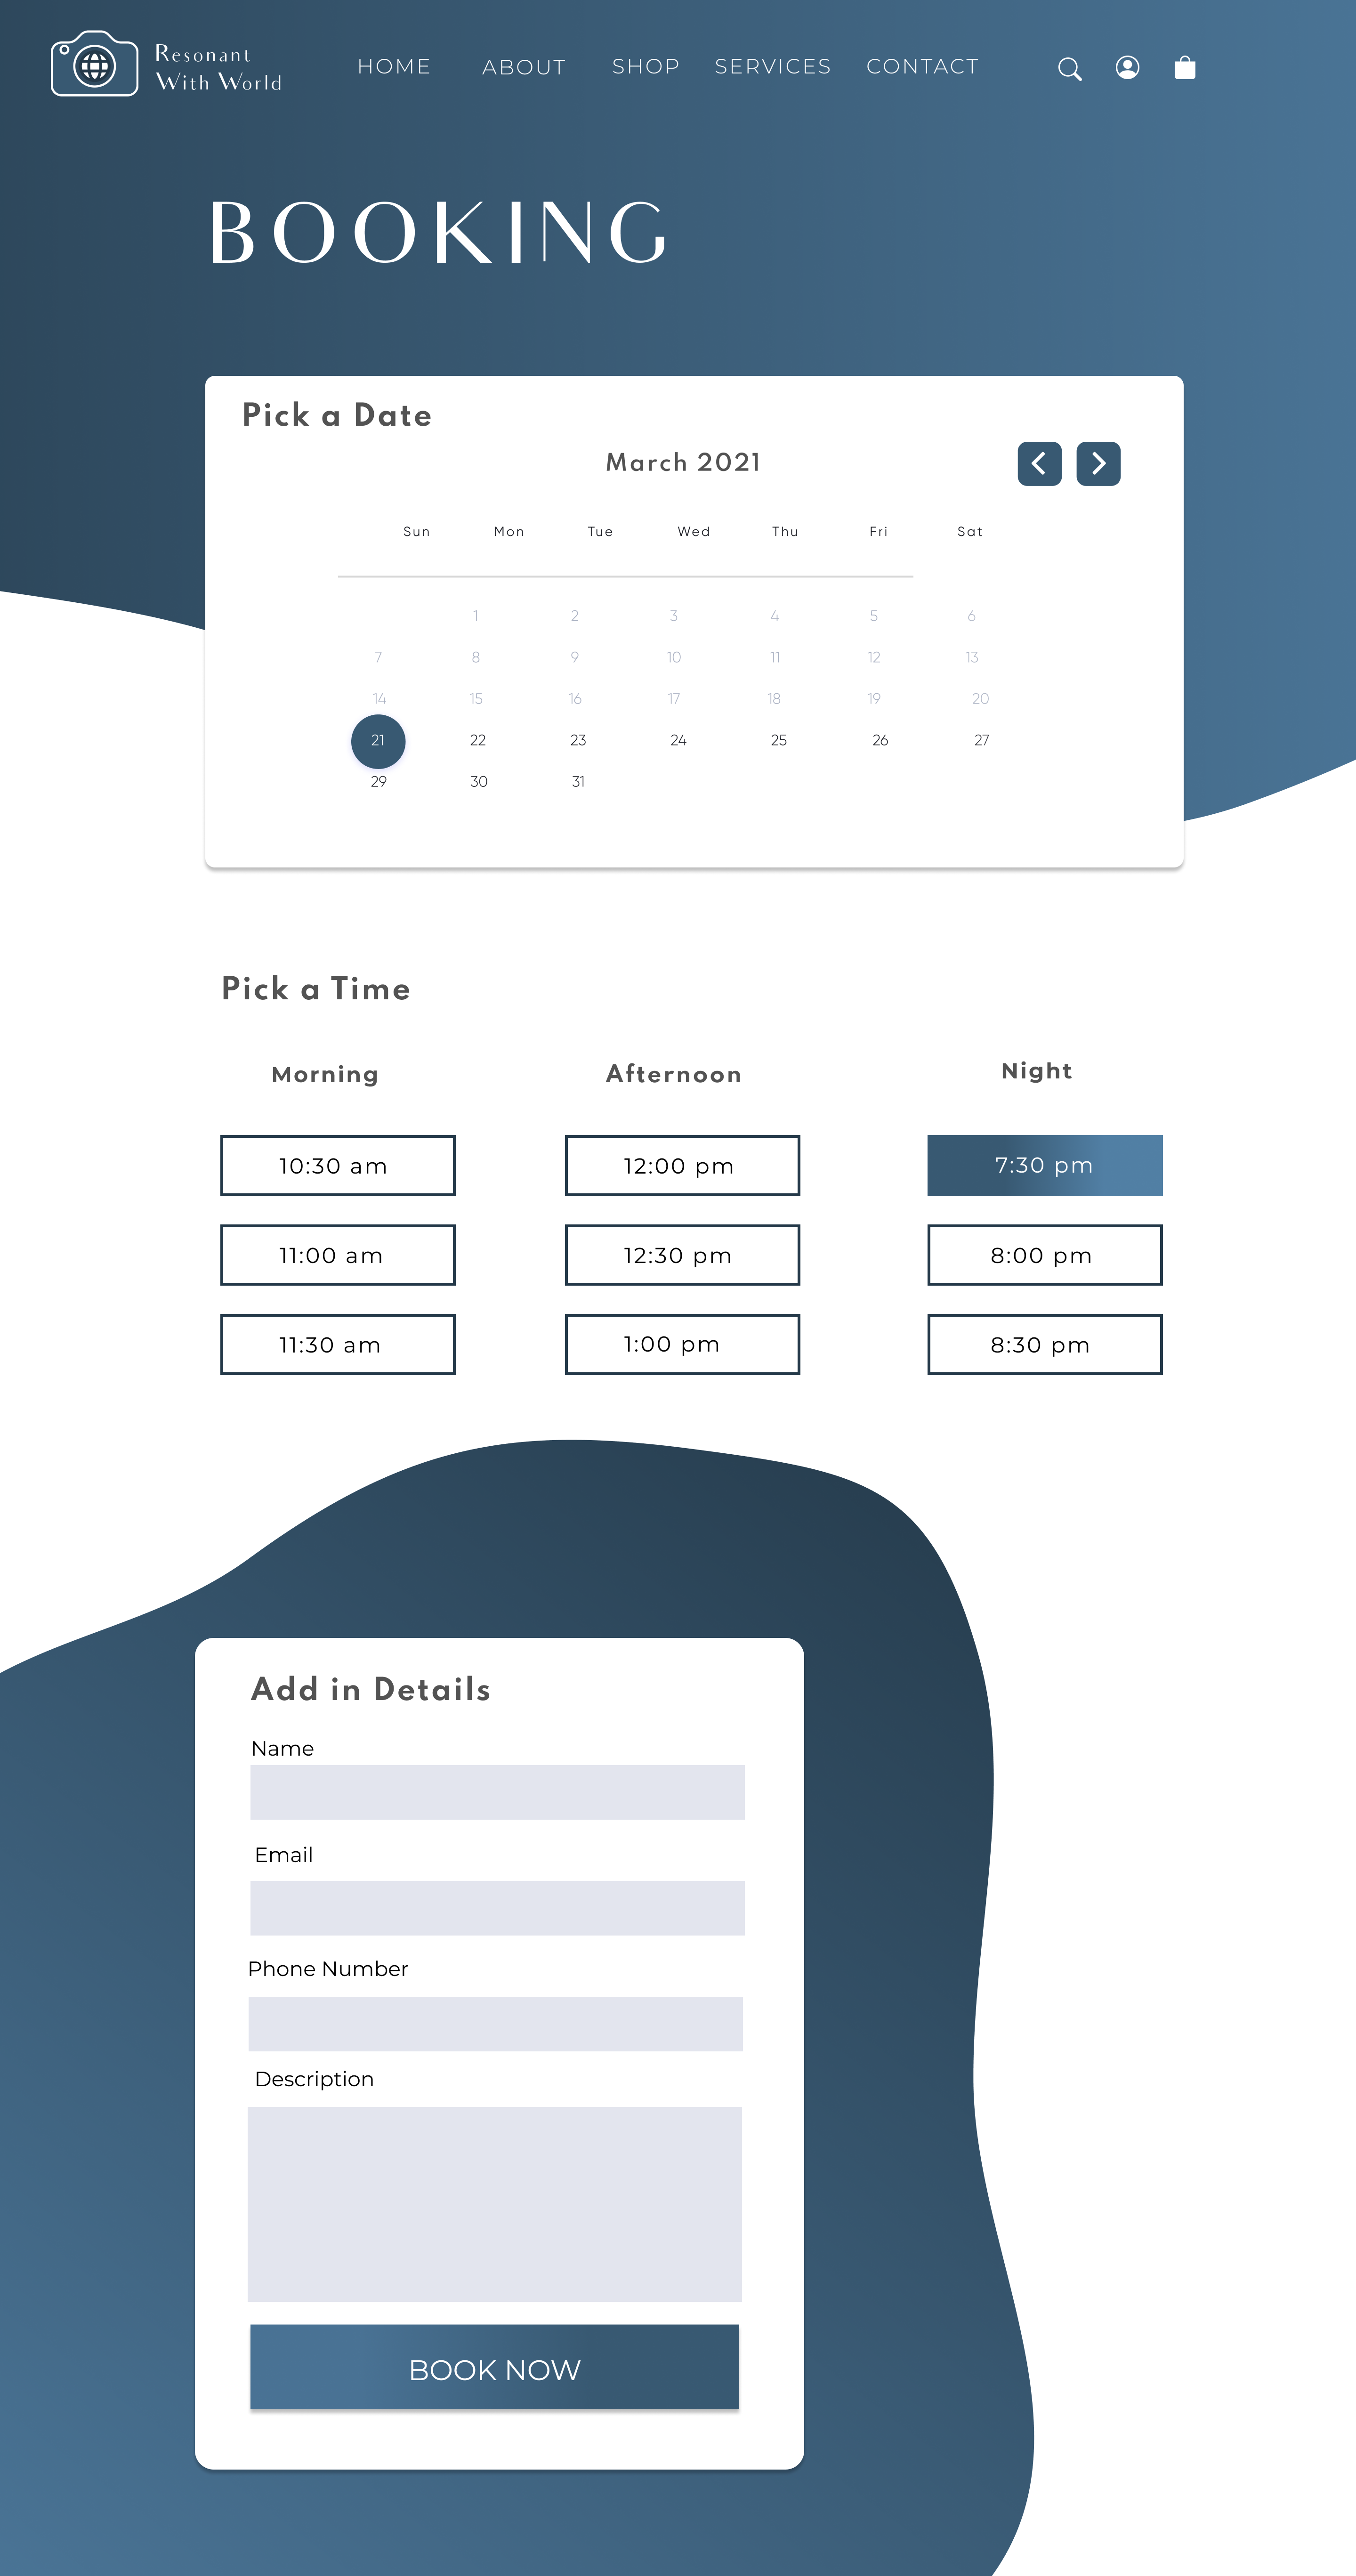 Resonant
With World
HOME ABOUT SHOP SERVICES CONTACT
BOOKING
Pick a Date
March 2021
Sun Mon Tue Wed Thu Fri Sat
1 2 3 4 5 6
7 8 9 10 11 12 13
14 15 16 17 18 19 20
21 22 23 24 25 26 27
29 30 31
Pick a Time
Morning Afternoon Night
10:30 am 12:00 pm 7:30 pm
11:00 am 12:30 pm 8:00 pm
11:30 am 1:00 pm 8:30 pm
Add in Details
Name
Email
Phone Number
Description
BOOK NOW